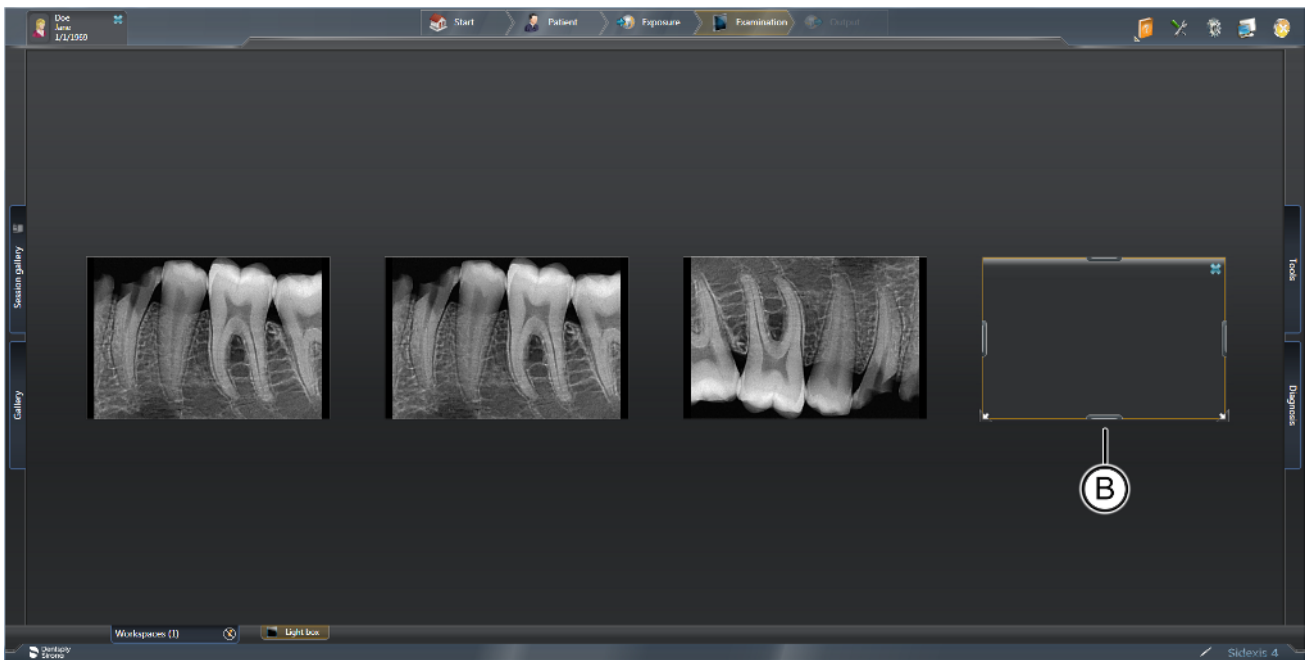 Doe
Jane
1/1/1969
Start
Patient
Exposure
Examination
Output
Session gallery
Gallery
Tools
Diagnosis
B
Workspaces (1)
Light box
Dentsply
Sirona
Sidexis 4